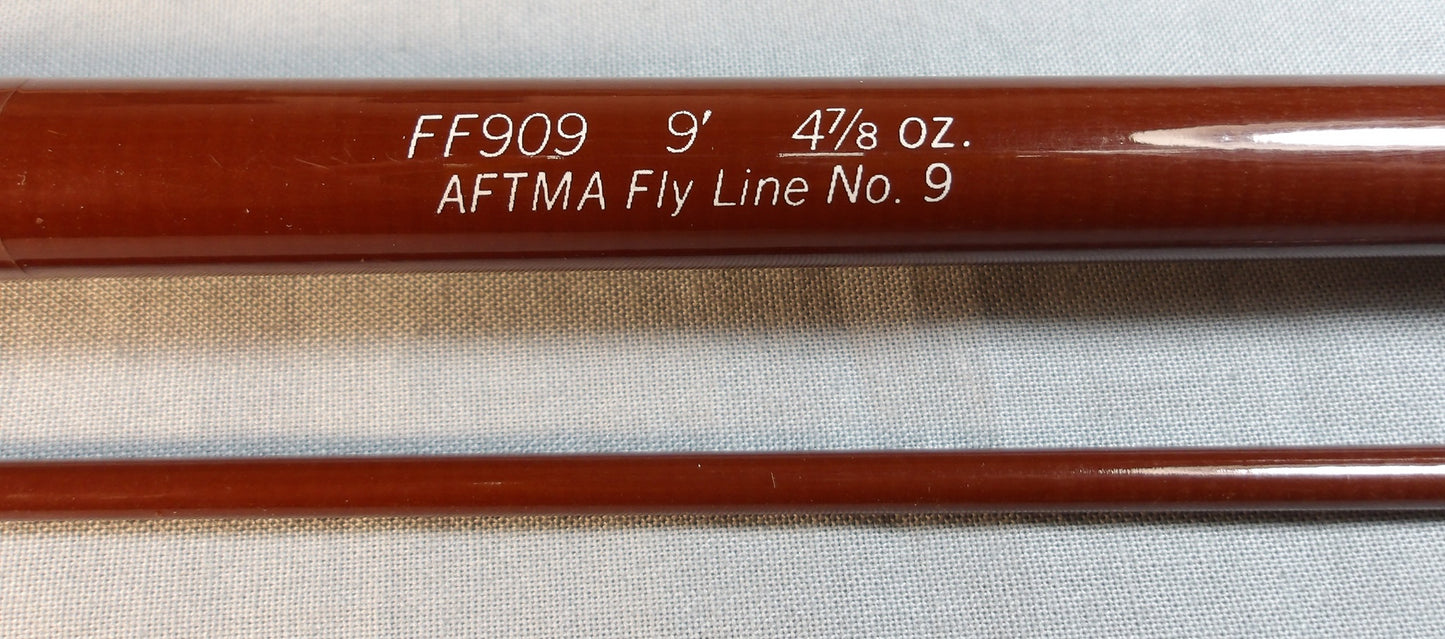 FF909 9' 4⅞ oz.
AFTMA Fly Line No. 9